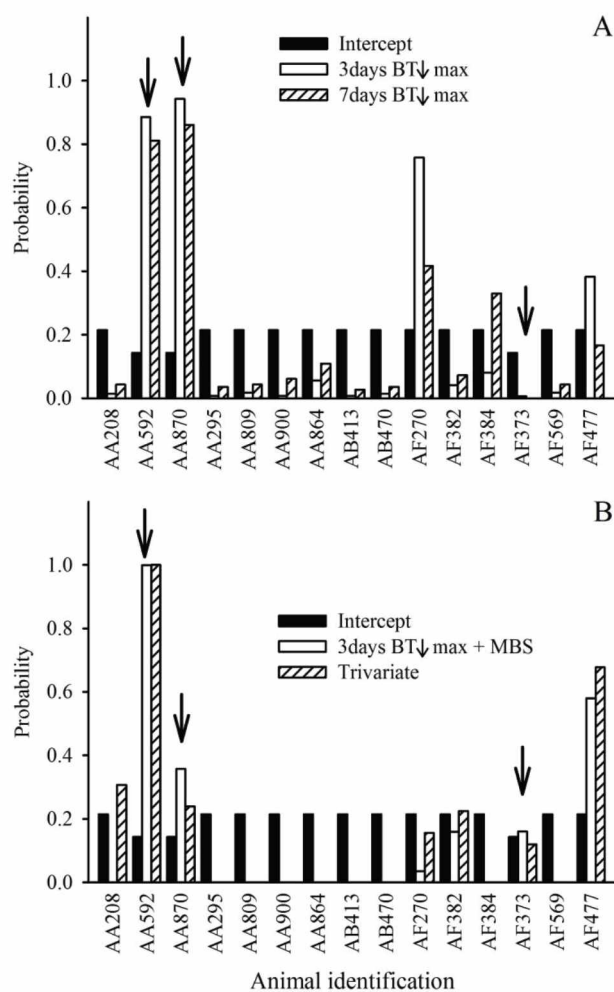 A
Intercept
3days BT↓ max
7days BT↓ max
Probability
1.0
0.8
0.6
0.4
0.2
0.0
AA208
AA592
AA870
AA295
AA809
AA900
AA864
AB413
AB470
AF270
AF382
AF384
AF373
AF569
AF477
B
Intercept
3days BT↓ max + MBS
Trivariate
Probability
1.0
0.8
0.6
0.4
0.2
0.0
AA208
AA592
AA870
AA295
AA809
AA900
AA864
AB413
AB470
AF270
AF382
AF384
AF373
AF569
AF477
Animal identification